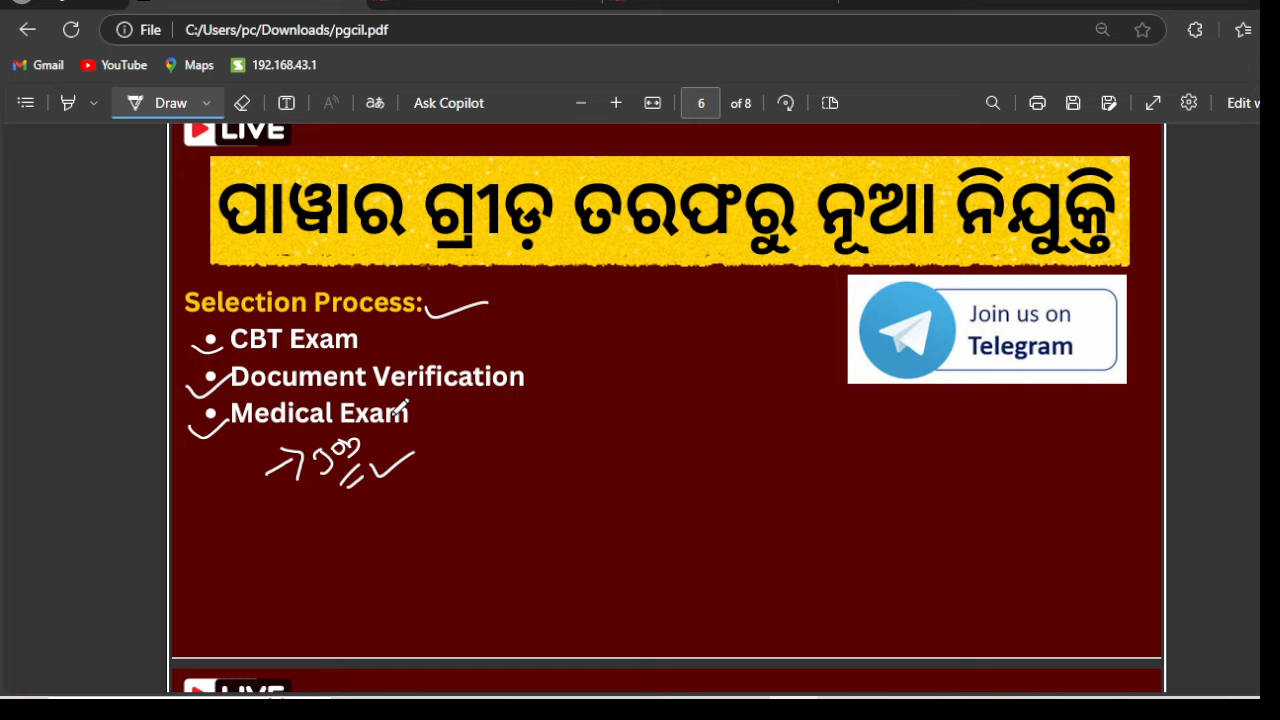 File C:/Users/pc/Downloads/pgcil.pdf
Gmail YouTube Maps 192.168.43.1
Draw Ask Copilot 6 of 8 Edit
LIVE
ପାୱାର ଗ୍ରୀଡ଼ ତରଫରୁ ନୂଆ ନିଯୁକ୍ତି
Selection Process:
• CBT Exam
• Document Verification
• Medical Exam
Join us on
Telegram
LIVE